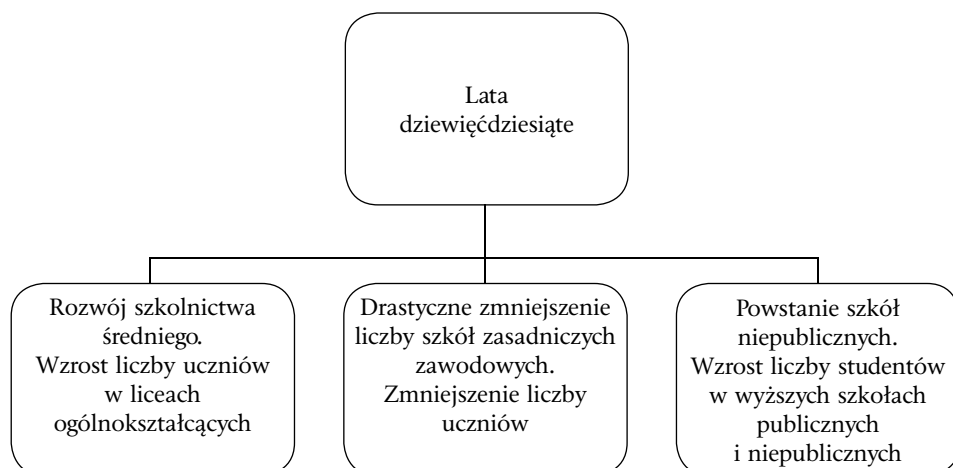 Lata
dziewięćdziesiąte
Rozwój szkolnictwa
średniego.
Wzrost liczby uczniów
w liceach
ogólnokształcących
Drastyczne zmniejszenie
liczby szkół zasadniczych
zawodowych.
Zmniejszenie liczby
uczniów
Powstanie szkół
niepublicznych.
Wzrost liczby studentów
w wyższych szkołach
publicznych
i niepublicznych